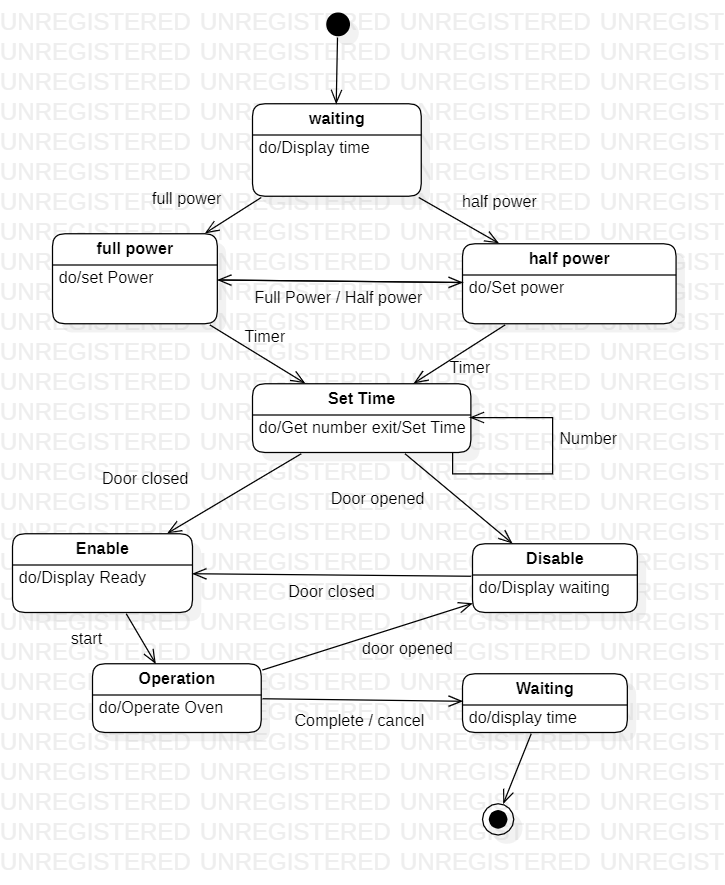 waiting
do/Display time
full power
half power
full power
do/set Power
half power
do/Set power
Full Power / Half power
Timer
Timer
Set Time
do/Get number exit/Set Time
Number
Door closed
Door opened
Enable
do/Display Ready
Disable
do/Display waiting
Door closed
start
door opened
Operation
do/Operate Oven
Waiting
do/display time
Complete / cancel
UNREGISTERED